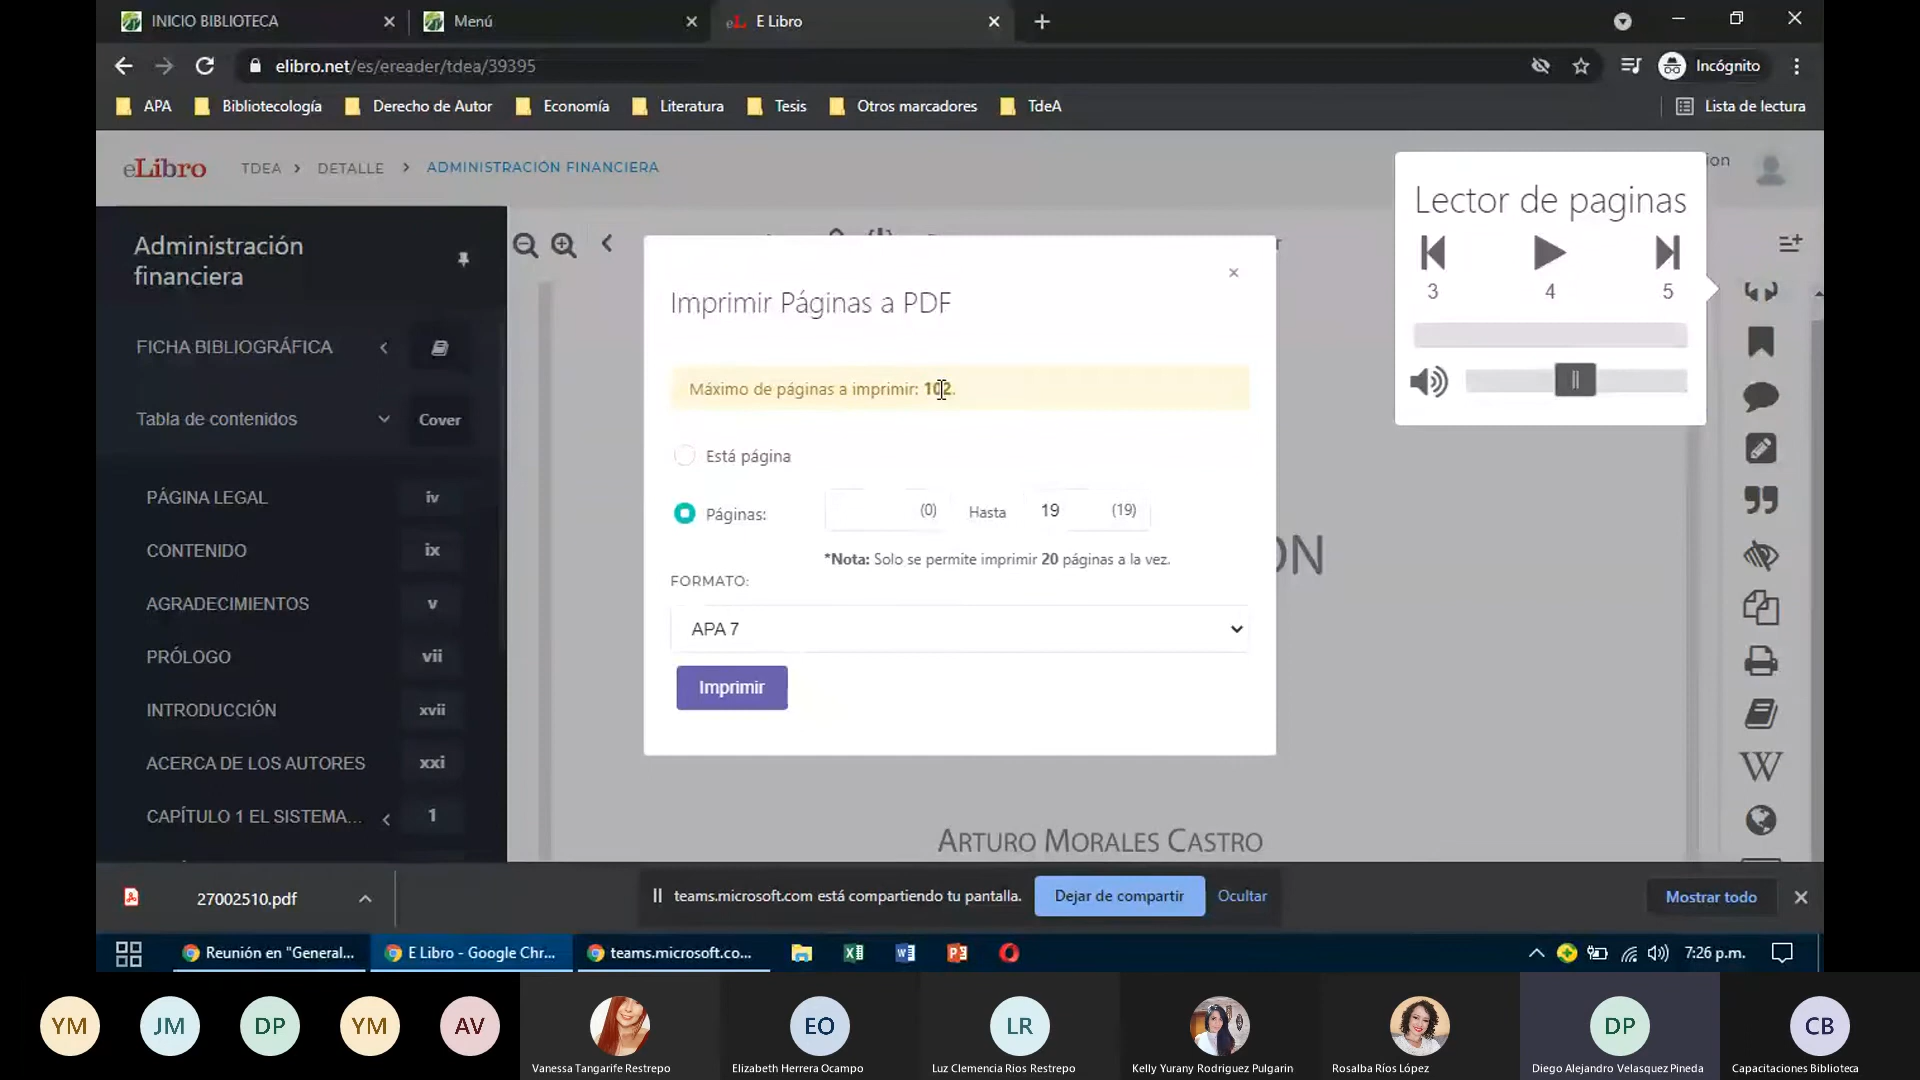 INICIO BIBLIOTECA
Menú
eL E Libro
elibro.net/es/ereader/tdea/39395
Incógnito
APA
Bibliotecología
Derecho de Autor
Economía
Literatura
Tesis
Otros marcadores
TdeA
Lista de lectura
eLibro
TDEA > DETALLE > ADMINISTRACIÓN FINANCIERA
ion
Lector de paginas
3 4 5
Administración
financiera
FICHA BIBLIOGRÁFICA
Tabla de contenidos
Cover
PÁGINA LEGAL iv
CONTENIDO ix
AGRADECIMIENTOS v
PRÓLOGO vii
INTRODUCCIÓN xvii
ACERCA DE LOS AUTORES xxi
CAPÍTULO 1 EL SISTEMA... 1
Imprimir Páginas a PDF
×
Máximo de páginas a imprimir: 102.
Está página
Páginas: (0) Hasta 19 (19)
*Nota: Solo se permite imprimir 20 páginas a la vez.
FORMATO:
APA 7
Imprimir
ON
ARTURO MORALES CASTRO
W
27002510.pdf
teams.microsoft.com está compartiendo tu pantalla.
Dejar de compartir
Ocultar
Mostrar todo
Reunión en "General...
E Libro - Google Chr...
teams.microsoft.co...
7:26 p.m.
YM
JM
DP
YM
AV
EO
LR
DP
CB
Vanessa Tangarife Restrepo
Elizabeth Herrera Ocampo
Luz Clemencia Rios Restrepo
Kelly Yurany Rodriguez Pulgarin
Rosalba Ríos López
Diego Alejandro Velasquez Pineda
Capacitaciones Biblioteca